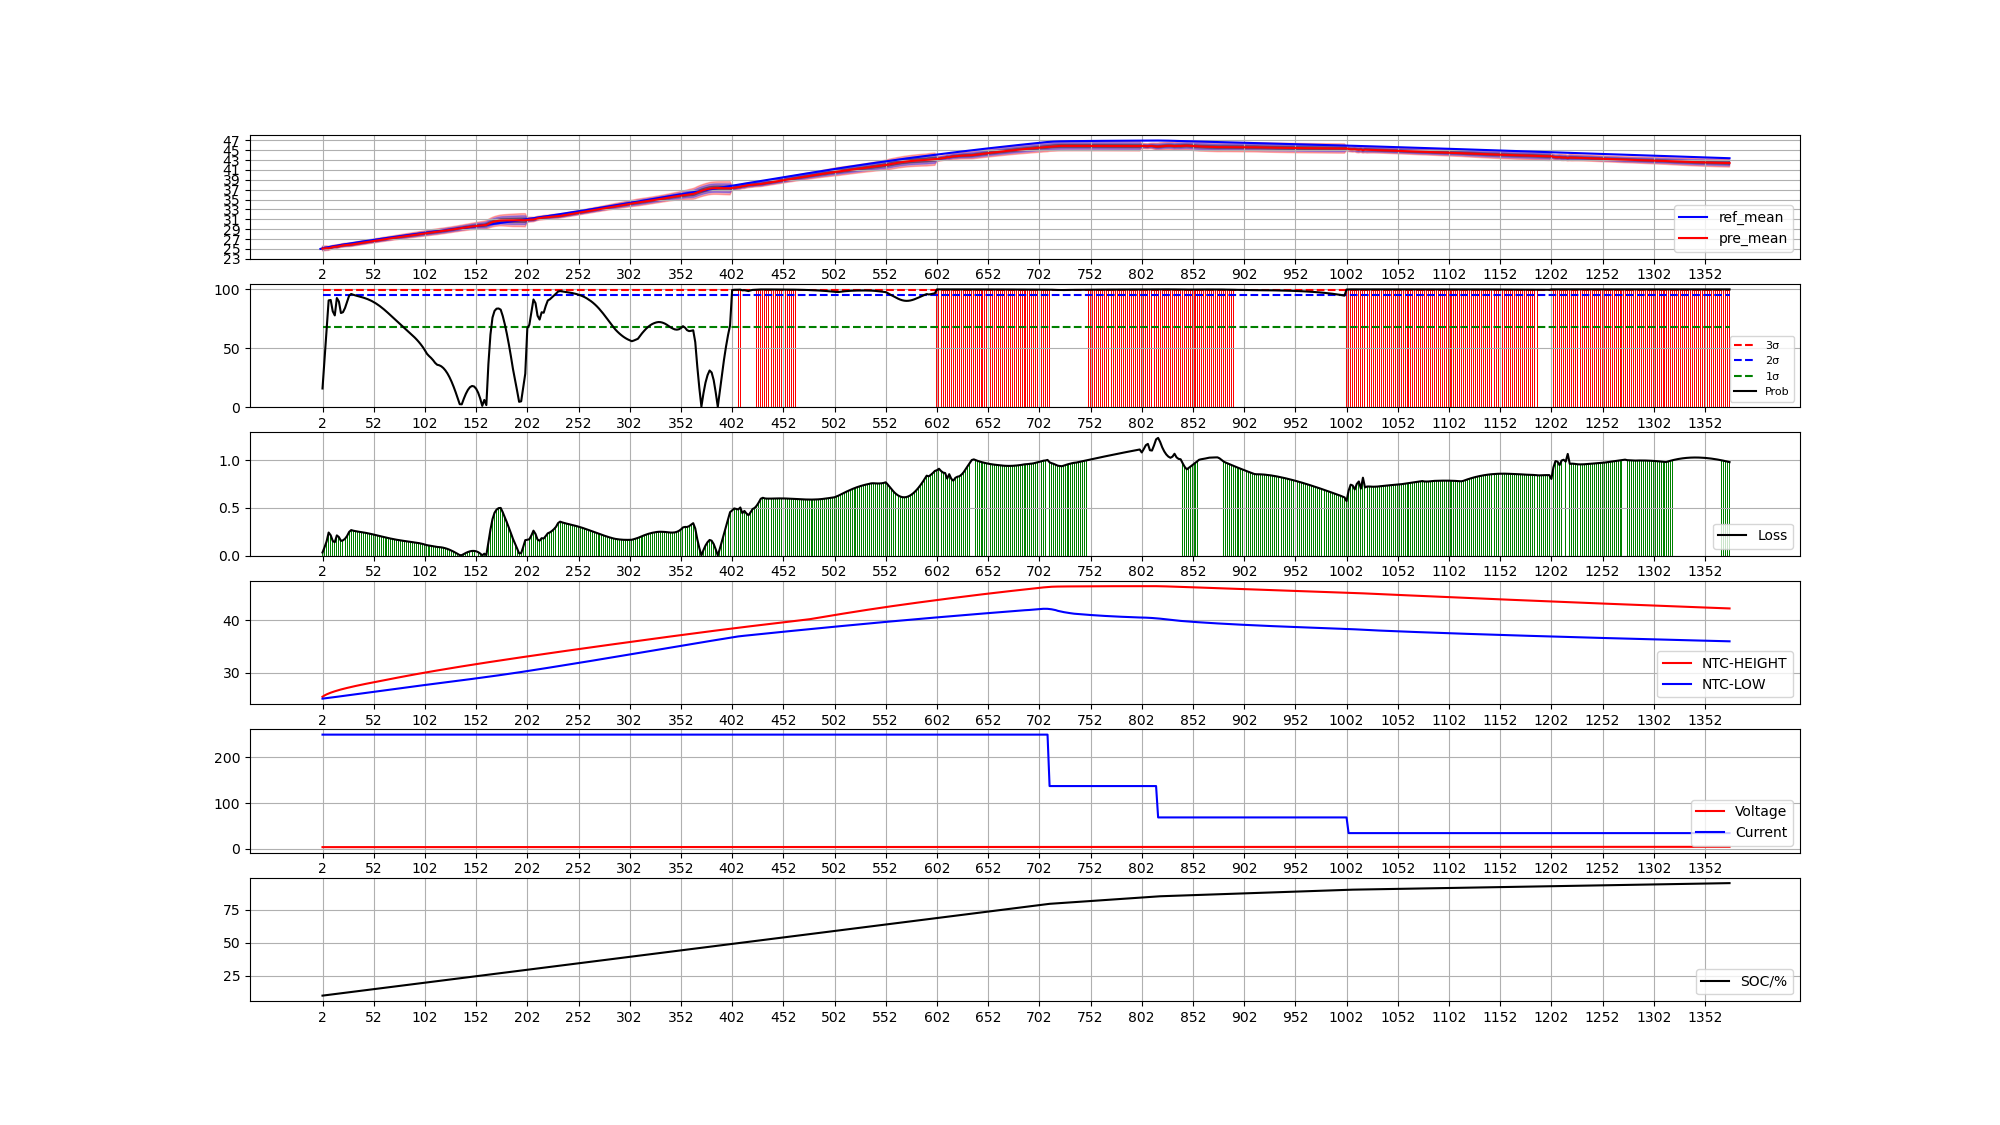 47
45
43
41
39
37
35
33
31
29
27
25
23
ref_mean
pre_mean
2 52 102 152 202 252 302 352 402 452 502 552 602 652 702 752 802 852 902 952 1002 1052 1102 1152 1202 1252 1302 1352
100
50
0
3σ
2σ
1σ
Prob
2 52 102 152 202 252 302 352 402 452 502 552 602 652 702 752 802 852 902 952 1002 1052 1102 1152 1202 1252 1302 1352
1.0
0.5
0.0
Loss
2 52 102 152 202 252 302 352 402 452 502 552 602 652 702 752 802 852 902 952 1002 1052 1102 1152 1202 1252 1302 1352
40
30
NTC-HEIGHT
NTC-LOW
2 52 102 152 202 252 302 352 402 452 502 552 602 652 702 752 802 852 902 952 1002 1052 1102 1152 1202 1252 1302 1352
200
100
0
Voltage
Current
2 52 102 152 202 252 302 352 402 452 502 552 602 652 702 752 802 852 902 952 1002 1052 1102 1152 1202 1252 1302 1352
75
50
25
SOC/%
2 52 102 152 202 252 302 352 402 452 502 552 602 652 702 752 802 852 902 952 1002 1052 1102 1152 1202 1252 1302 1352